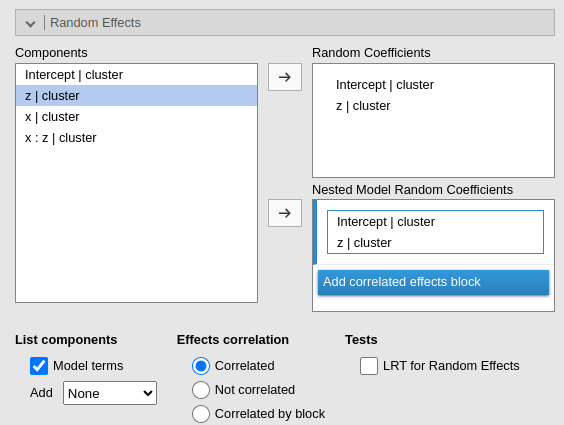 Random Effects
Components
Random Coefficients
Intercept | cluster
z | cluster
x | cluster
x : z | cluster
Intercept | cluster
z | cluster
Nested Model Random Coefficients
Intercept | cluster
z | cluster
Add correlated effects block
List components
Effects correlation
Tests
Model terms
Correlated
LRT for Random Effects
Add
None
Not correlated
Correlated by block